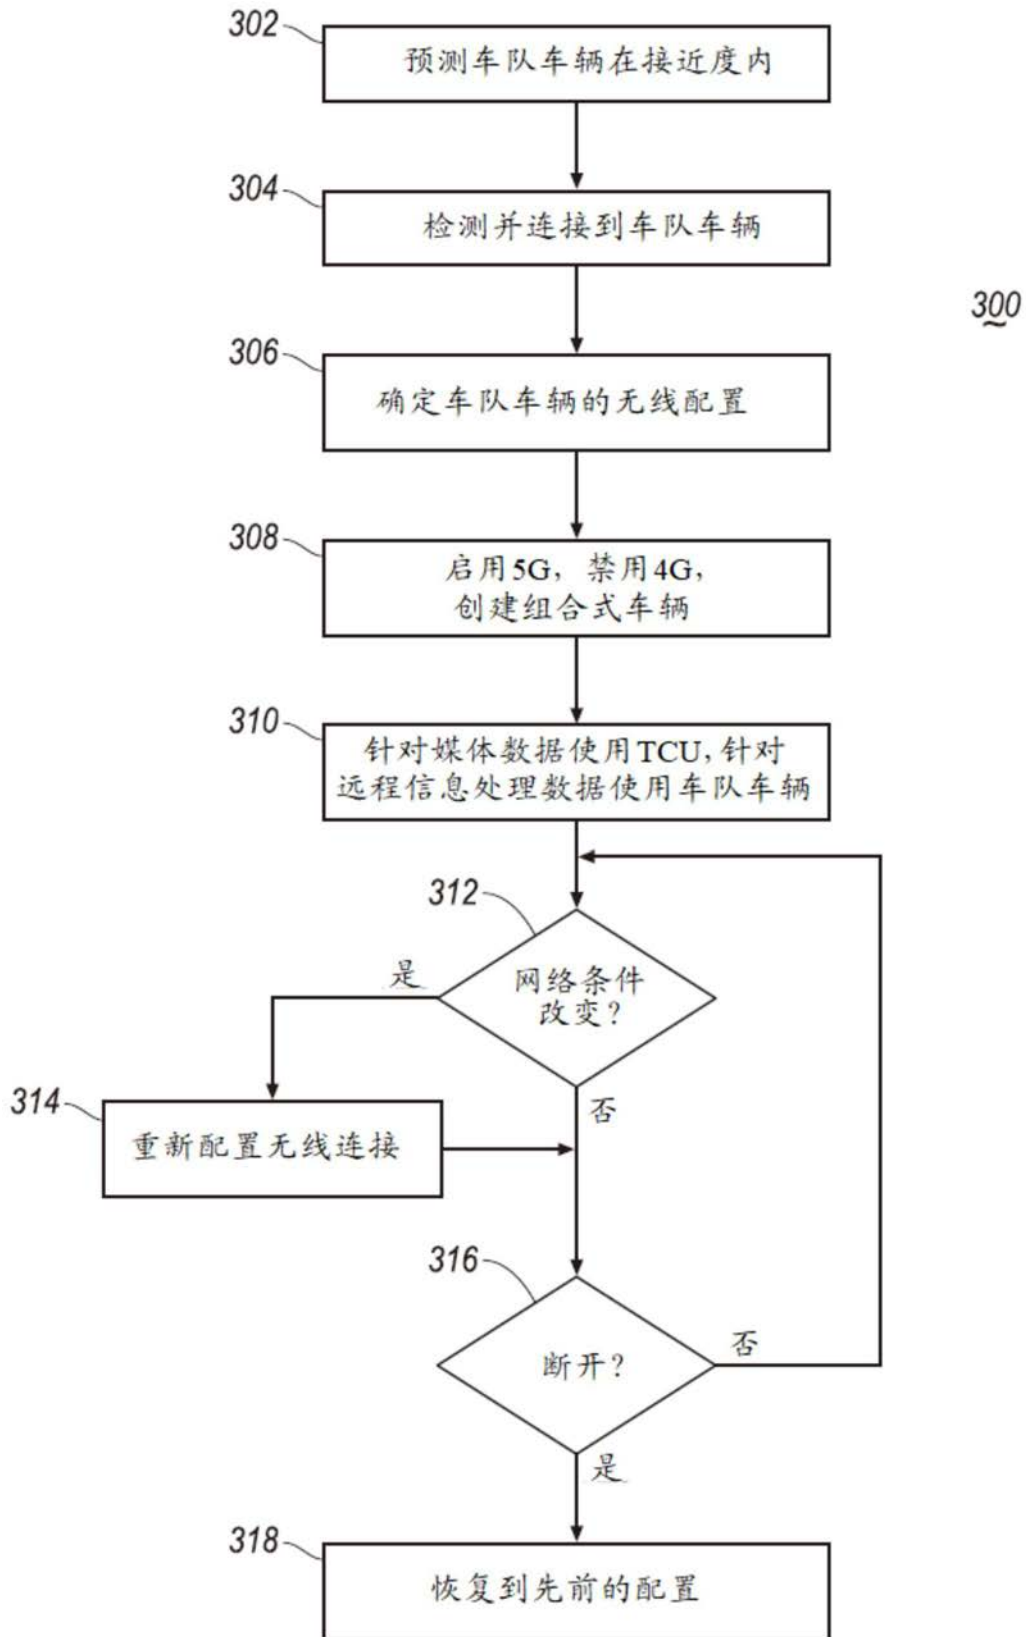 302
预测车队车辆在接近度内
304
检测并连接到车队车辆
300
306
确定车队车辆的无线配置
308
启用5G，禁用4G，
创建组合式车辆
310
针对媒体数据使用TCU，针对
远程信息处理数据使用车队车辆
312
是
网络条件
改变？
314
否
重新配置无线连接
316
否
断开？
是
318
恢复到先前的配置